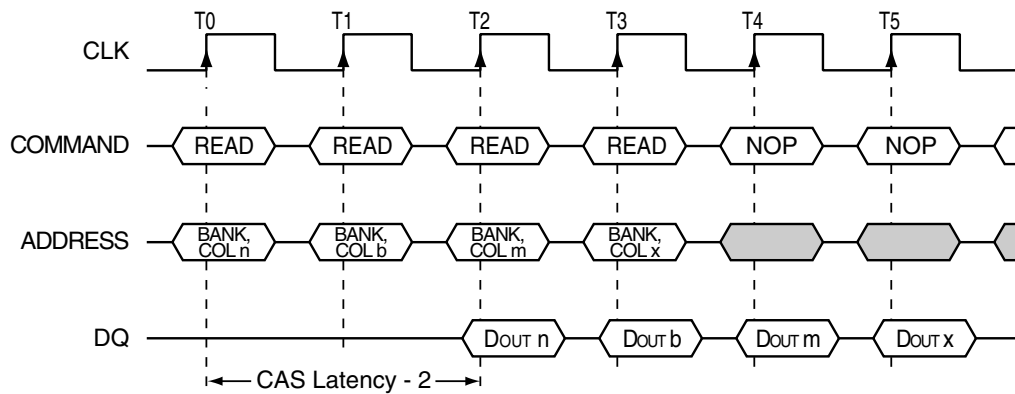 T0 T1 T2 T3 T4 T5
CLK
COMMAND READ READ READ READ NOP NOP
ADDRESS BANK, COL n BANK, COL b BANK, COL m BANK, COL x
DQ DOUT n DOUT b DOUT m DOUT x
CAS Latency - 2